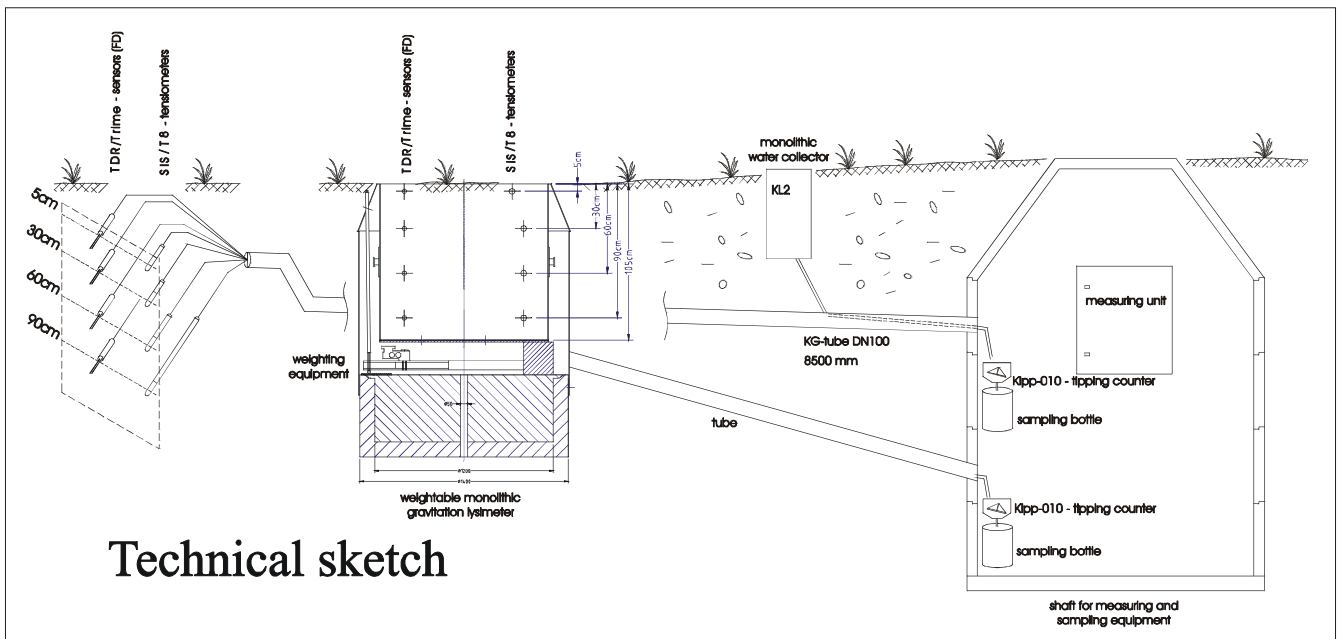 TDR/Trime - sensors (FD)
SIS/T8 - tensiometers
TDR/Trime - sensors (FD)
SIS/T8 - tensiometers
5cm
30cm
60cm
90cm
5cm
30cm
60cm
90cm
105cm
monolithic
water collector
KL2
measuring unit
KG-tube DN100
8500 mm
weighting
equipment
Kipp-010 - tipping counter
sampling bottle
tube
weightable monolithic
gravitation lysimeter
Kipp-010 - tipping counter
sampling bottle
Technical sketch
shaft for measuring and
sampling equipment